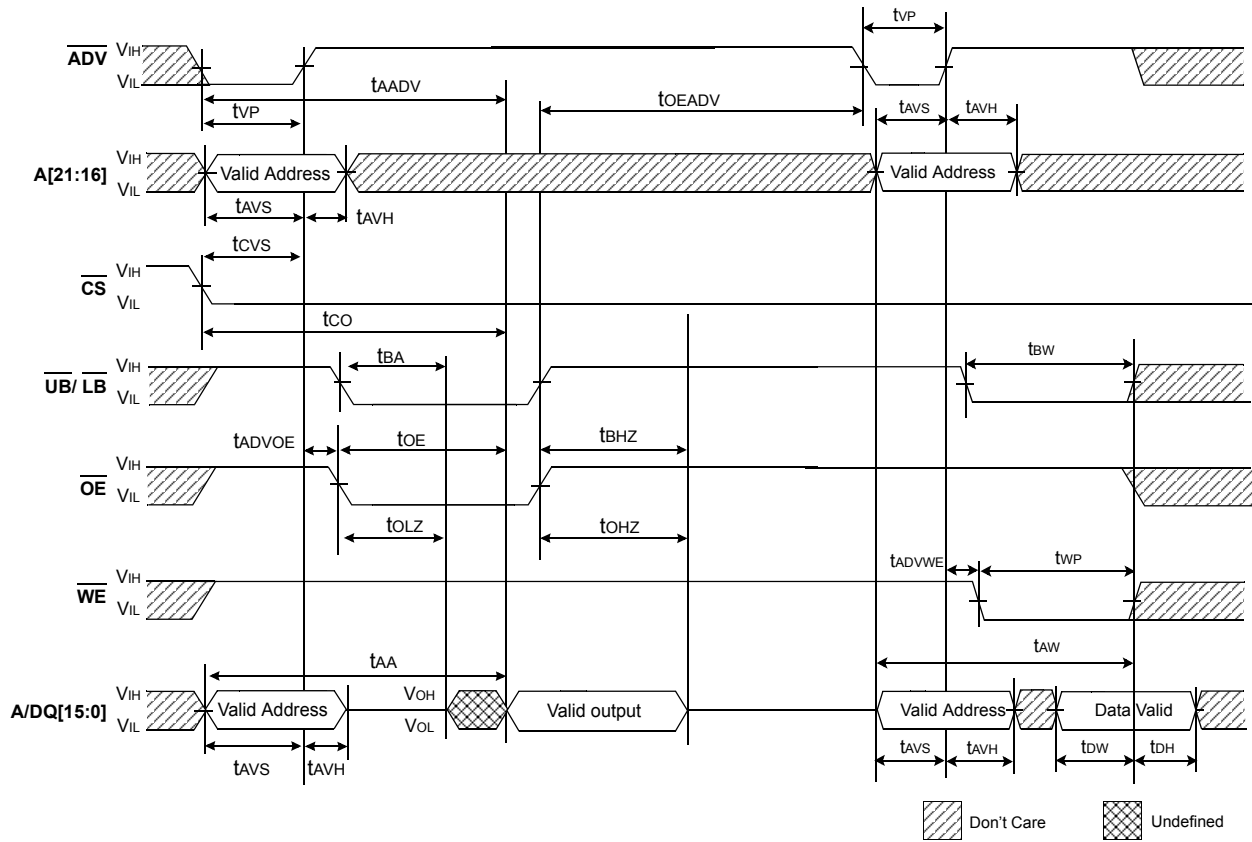 tVP
ADV VIH
VIL
tAADV
tVP
tOEADV
tAVS tAVH
A[21:16] VIH
VIL
Valid Address
Valid Address
tAVS
tAVH
tCVS
CS VIH
VIL
tCO
tBA
tBW
UB/ LB VIH
VIL
tADVOE
tOE
tBHZ
OE VIH
VIL
tOLZ
tOHZ
tADVWE
tWP
WE VIH
VIL
tAA
tAW
A/DQ[15:0] VIH
VIL
Valid Address
VOH
VOL
Valid output
Valid Address
Data Valid
tAVS tAVH
tAVS tAVH tDW tDH
Don't Care
Undefined